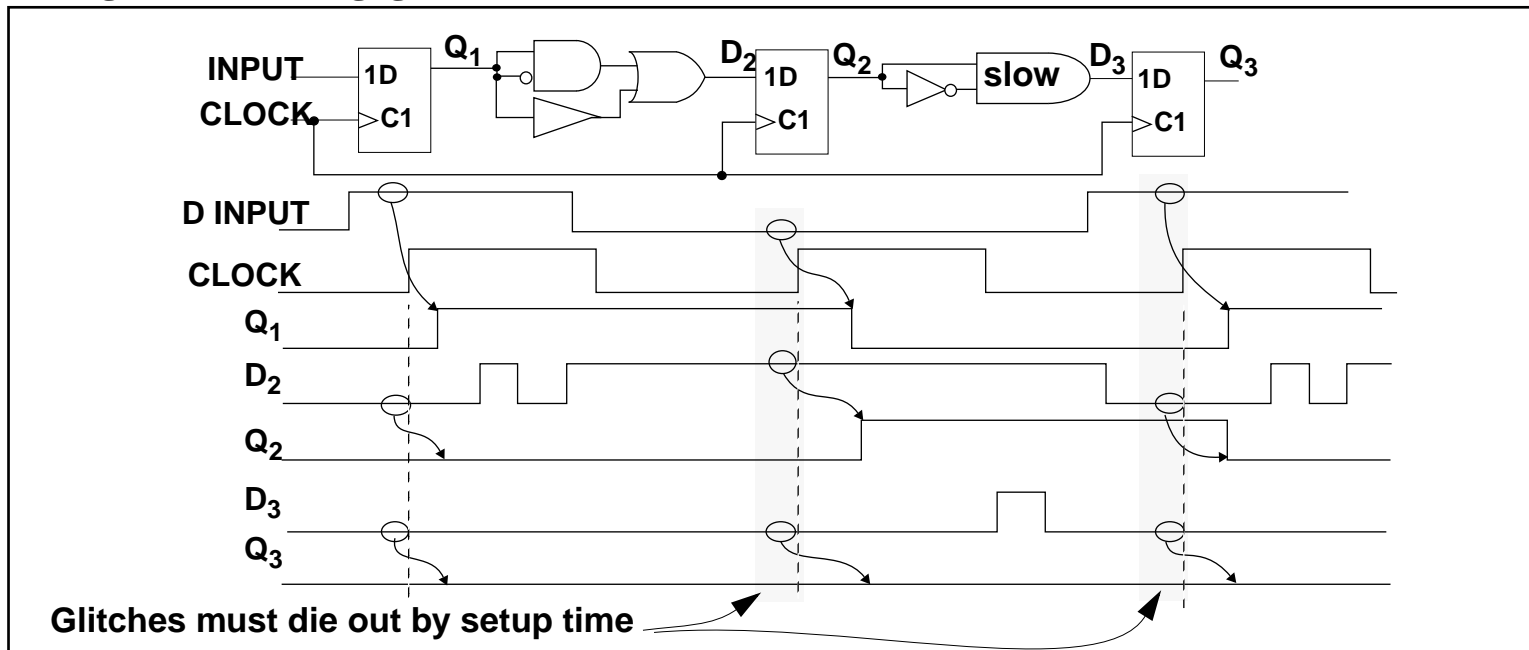 Q1 D2 Q2 D3 Q3
INPUT 1D 1D slow 1D
CLOCK C1 C1 C1
D INPUT
CLOCK
Q1
D2
Q2
D3
Q3
Glitches must die out by setup time